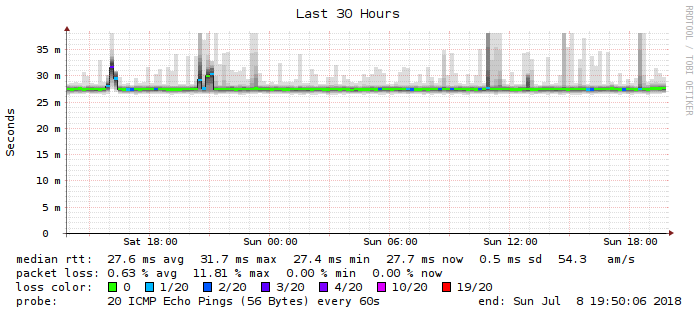 Last 30 Hours
RRDTOOL / TOBI OETIKER
Seconds
35 m
30 m
25 m
20 m
15 m
10 m
5 m
0
Sat 18:00 Sun 00:00 Sun 06:00 Sun 12:00 Sun 18:00
median rtt: 27.6 ms avg 31.7 ms max 27.4 ms min 27.7 ms now 0.5 ms sd 54.3 am/s
packet loss: 0.63 % avg 11.81 % max 0.00 % min 0.00 % now
loss color: 0 1/20 2/20 3/20 4/20 10/20 19/20
probe: 20 ICMP Echo Pings (56 Bytes) every 60s end: Sun Jul 8 19:50:06 2018